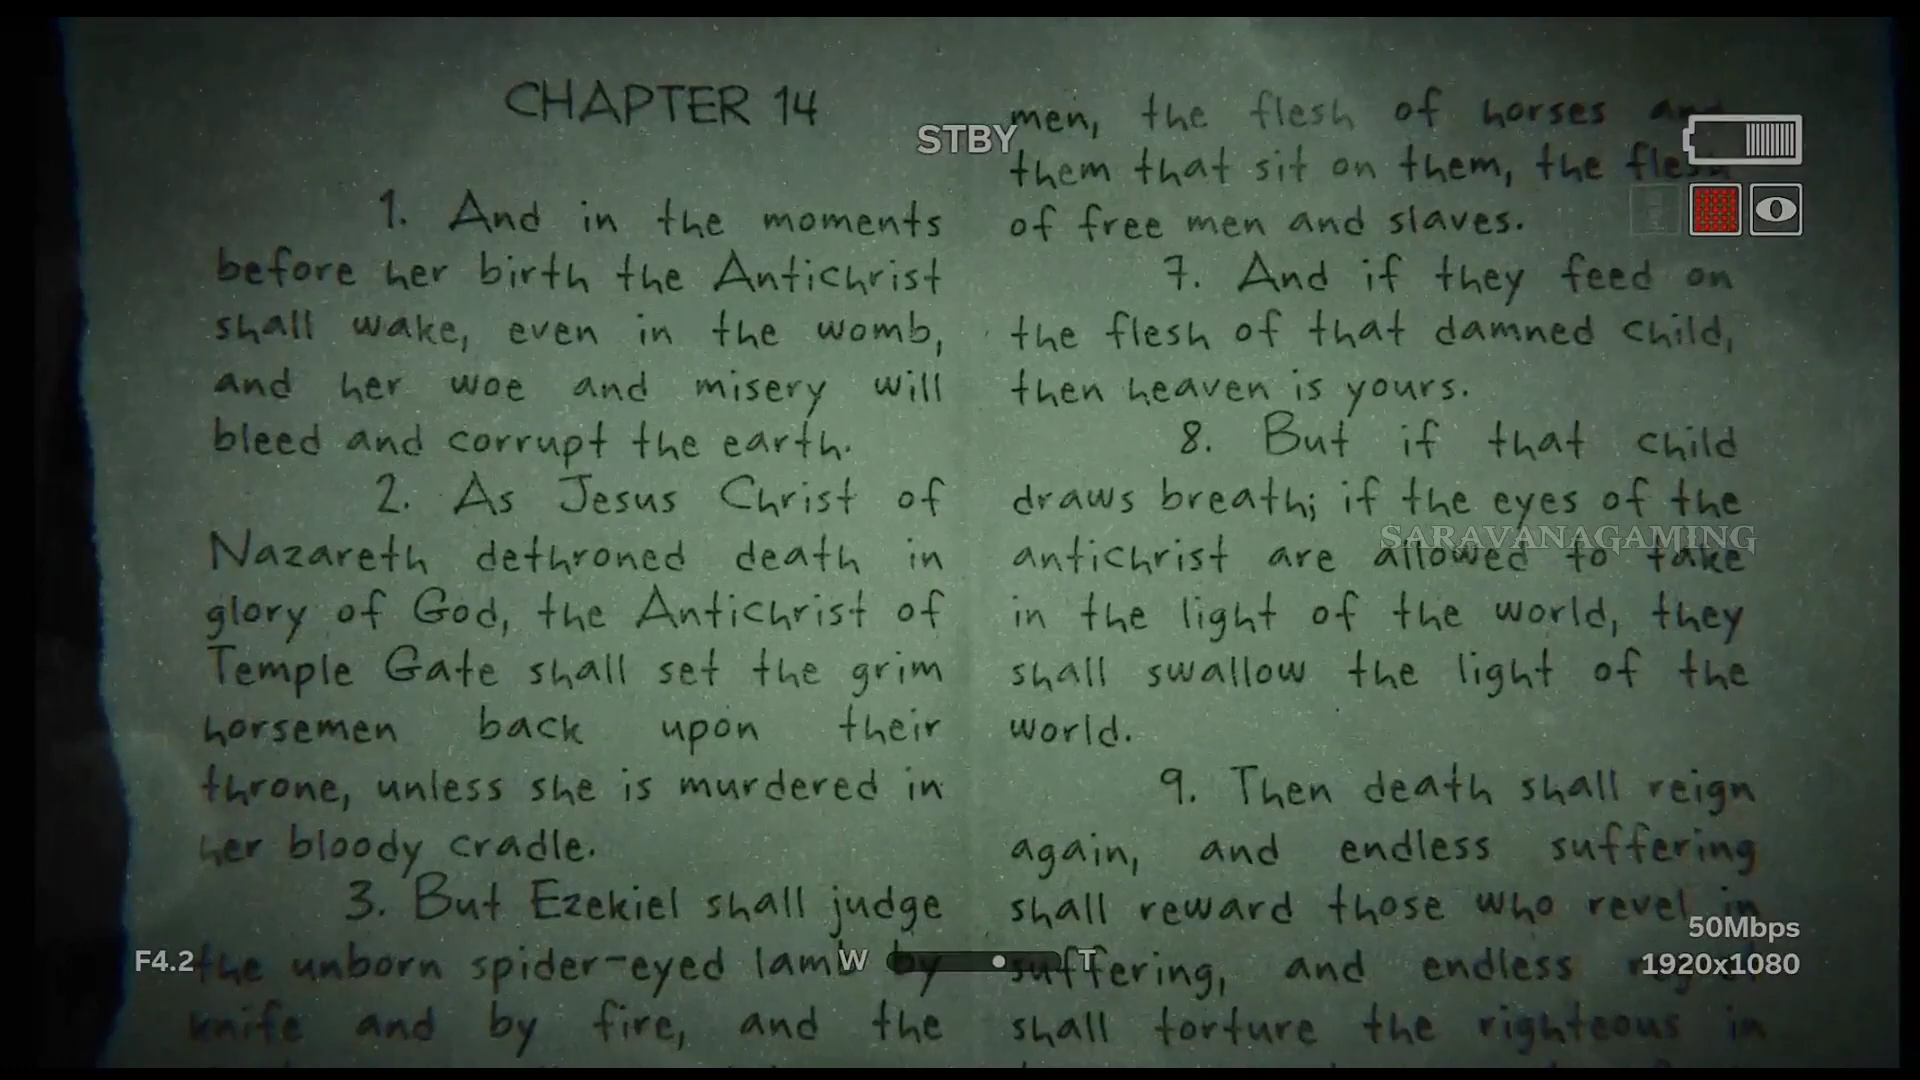 CHAPTER 14
1. And in the moments
before her birth the Antichrist
shall wake, even in the womb,
and her woe and misery will
bleed and corrupt the earth.
2. As Jesus Christ of
Nazareth dethroned death in
glory of God, the Antichrist of
Temple Gate shall set the grim
horsemen back upon their
throne, unless she is murdered in
her bloody cradle.
3. But Ezekiel shall judge
the unborn spider-eyed lamb by
knife and by fire, and the
men, the flesh of horses and
them that sit on them, the flesh
of free men and slaves.
7. And if they feed on
the flesh of that damned child,
then heaven is yours.
8. But if that child
draws breath; if the eyes of the
antichrist are allowed to take
in the light of the world, they
shall swallow the light of the
world.
9. Then death shall reign
again, and endless suffering
shall reward those who revel in
suffering, and endless
shall torture the righteous in
STBY
SARAVANAGAMING
F4.2
W
T
50Mbps
1920x1080